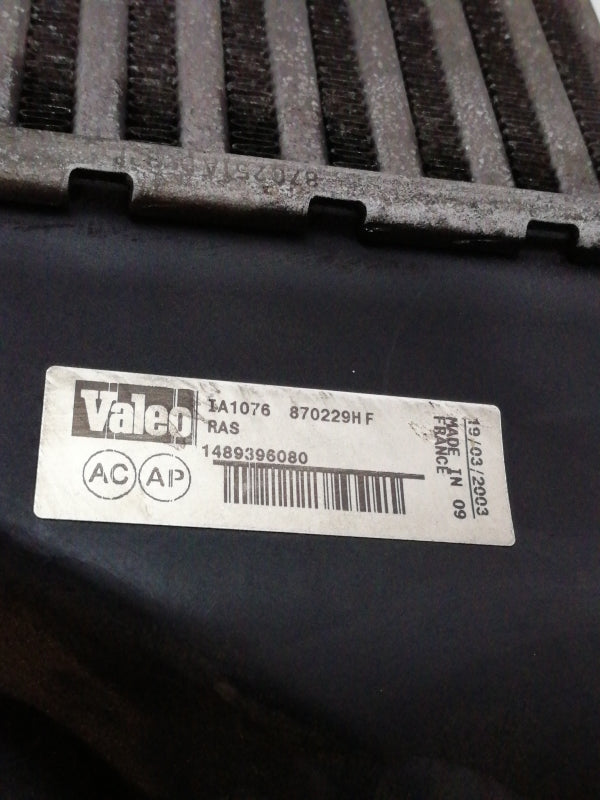 Valeo
IA1076 870229HF
RAS
1489396080
AC AP
19/03/2003
MADE IN 09
FRANCE